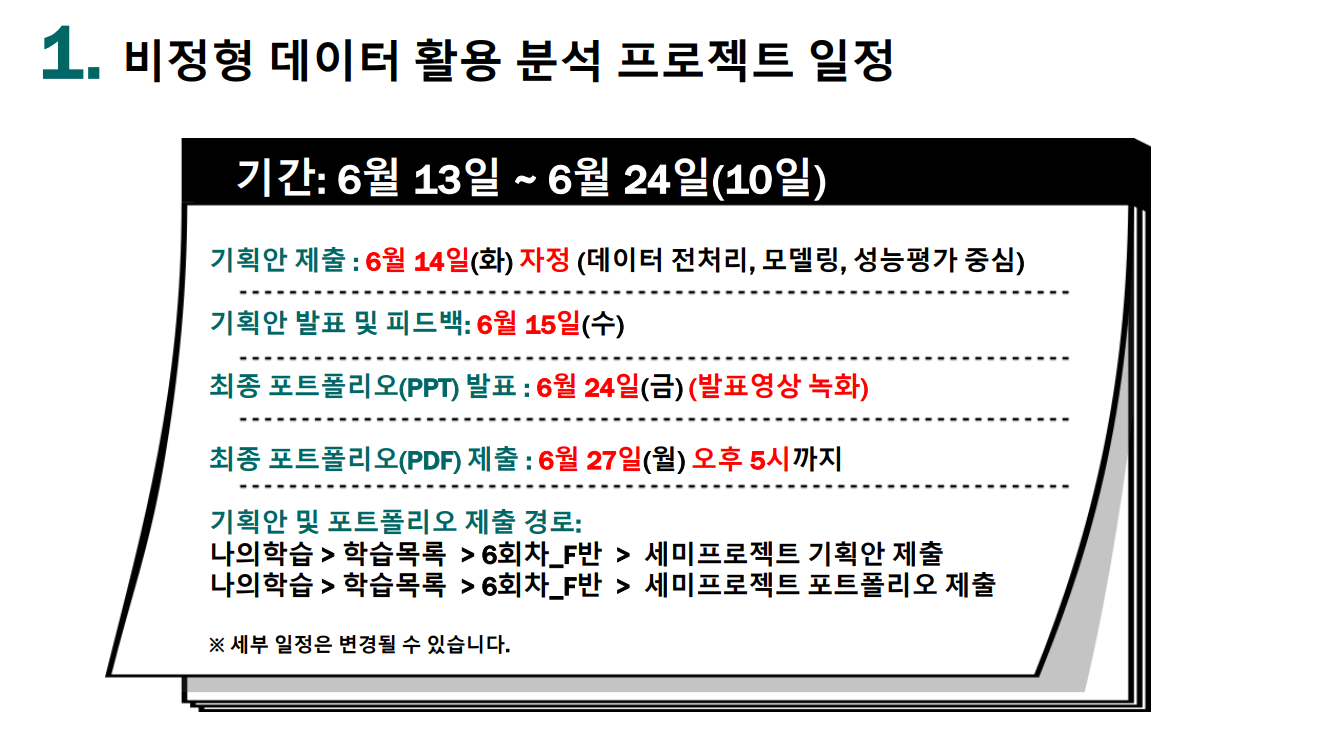 1. 비정형 데이터 활용 분석 프로젝트 일정
기간: 6월 13일 ~ 6월 24일(10일)
기획안 제출 : 6월 14일(화) 자정 (데이터 전처리, 모델링, 성능평가 중심)
기획안 발표 및 피드백: 6월 15일(수)
최종 포트폴리오(PPT) 발표 : 6월 24일(금) (발표영상 녹화)
최종 포트폴리오(PDF) 제출 : 6월 27일(월) 오후 5시까지
기획안 및 포트폴리오 제출 경로:
나의학습 > 학습목록 > 6회차_F반 > 세미프로젝트 기획안 제출
나의학습 > 학습목록 > 6회차_F반 > 세미프로젝트 포트폴리오 제출
※ 세부 일정은 변경될 수 있습니다.